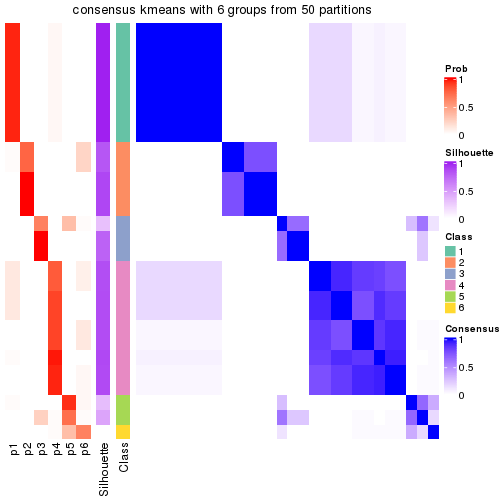 consensus kmeans with 6 groups from 50 partitions
Prob
1
0.5
0
Silhouette
1
0.5
0
Class
1
2
3
4
5
6
Consensus
1
0.5
0
p1
p2
p3
p4
p5
p6
Silhouette
Class